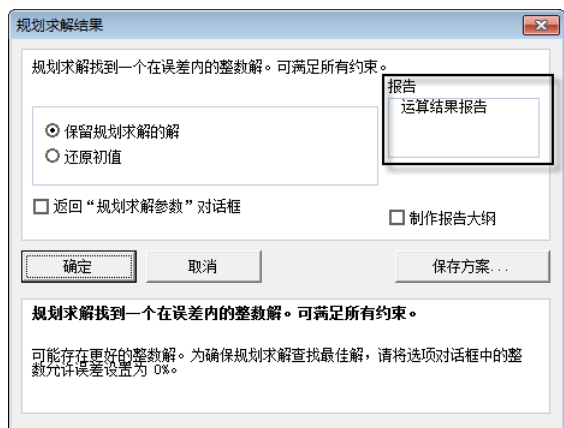 规划求解结果
规划求解找到一个在误差内的整数解。可满足所有约束。
报告
运算结果报告
保留规划求解的解
还原初值
返回“规划求解参数”对话框
制作报告大纲
确定
取消
保存方案...
规划求解找到一个在误差内的整数解。可满足所有约束。
可能存在更好的整数解。为确保规划求解查找最佳解，请将选项对话框中的整
数允许误差设置为 0%。